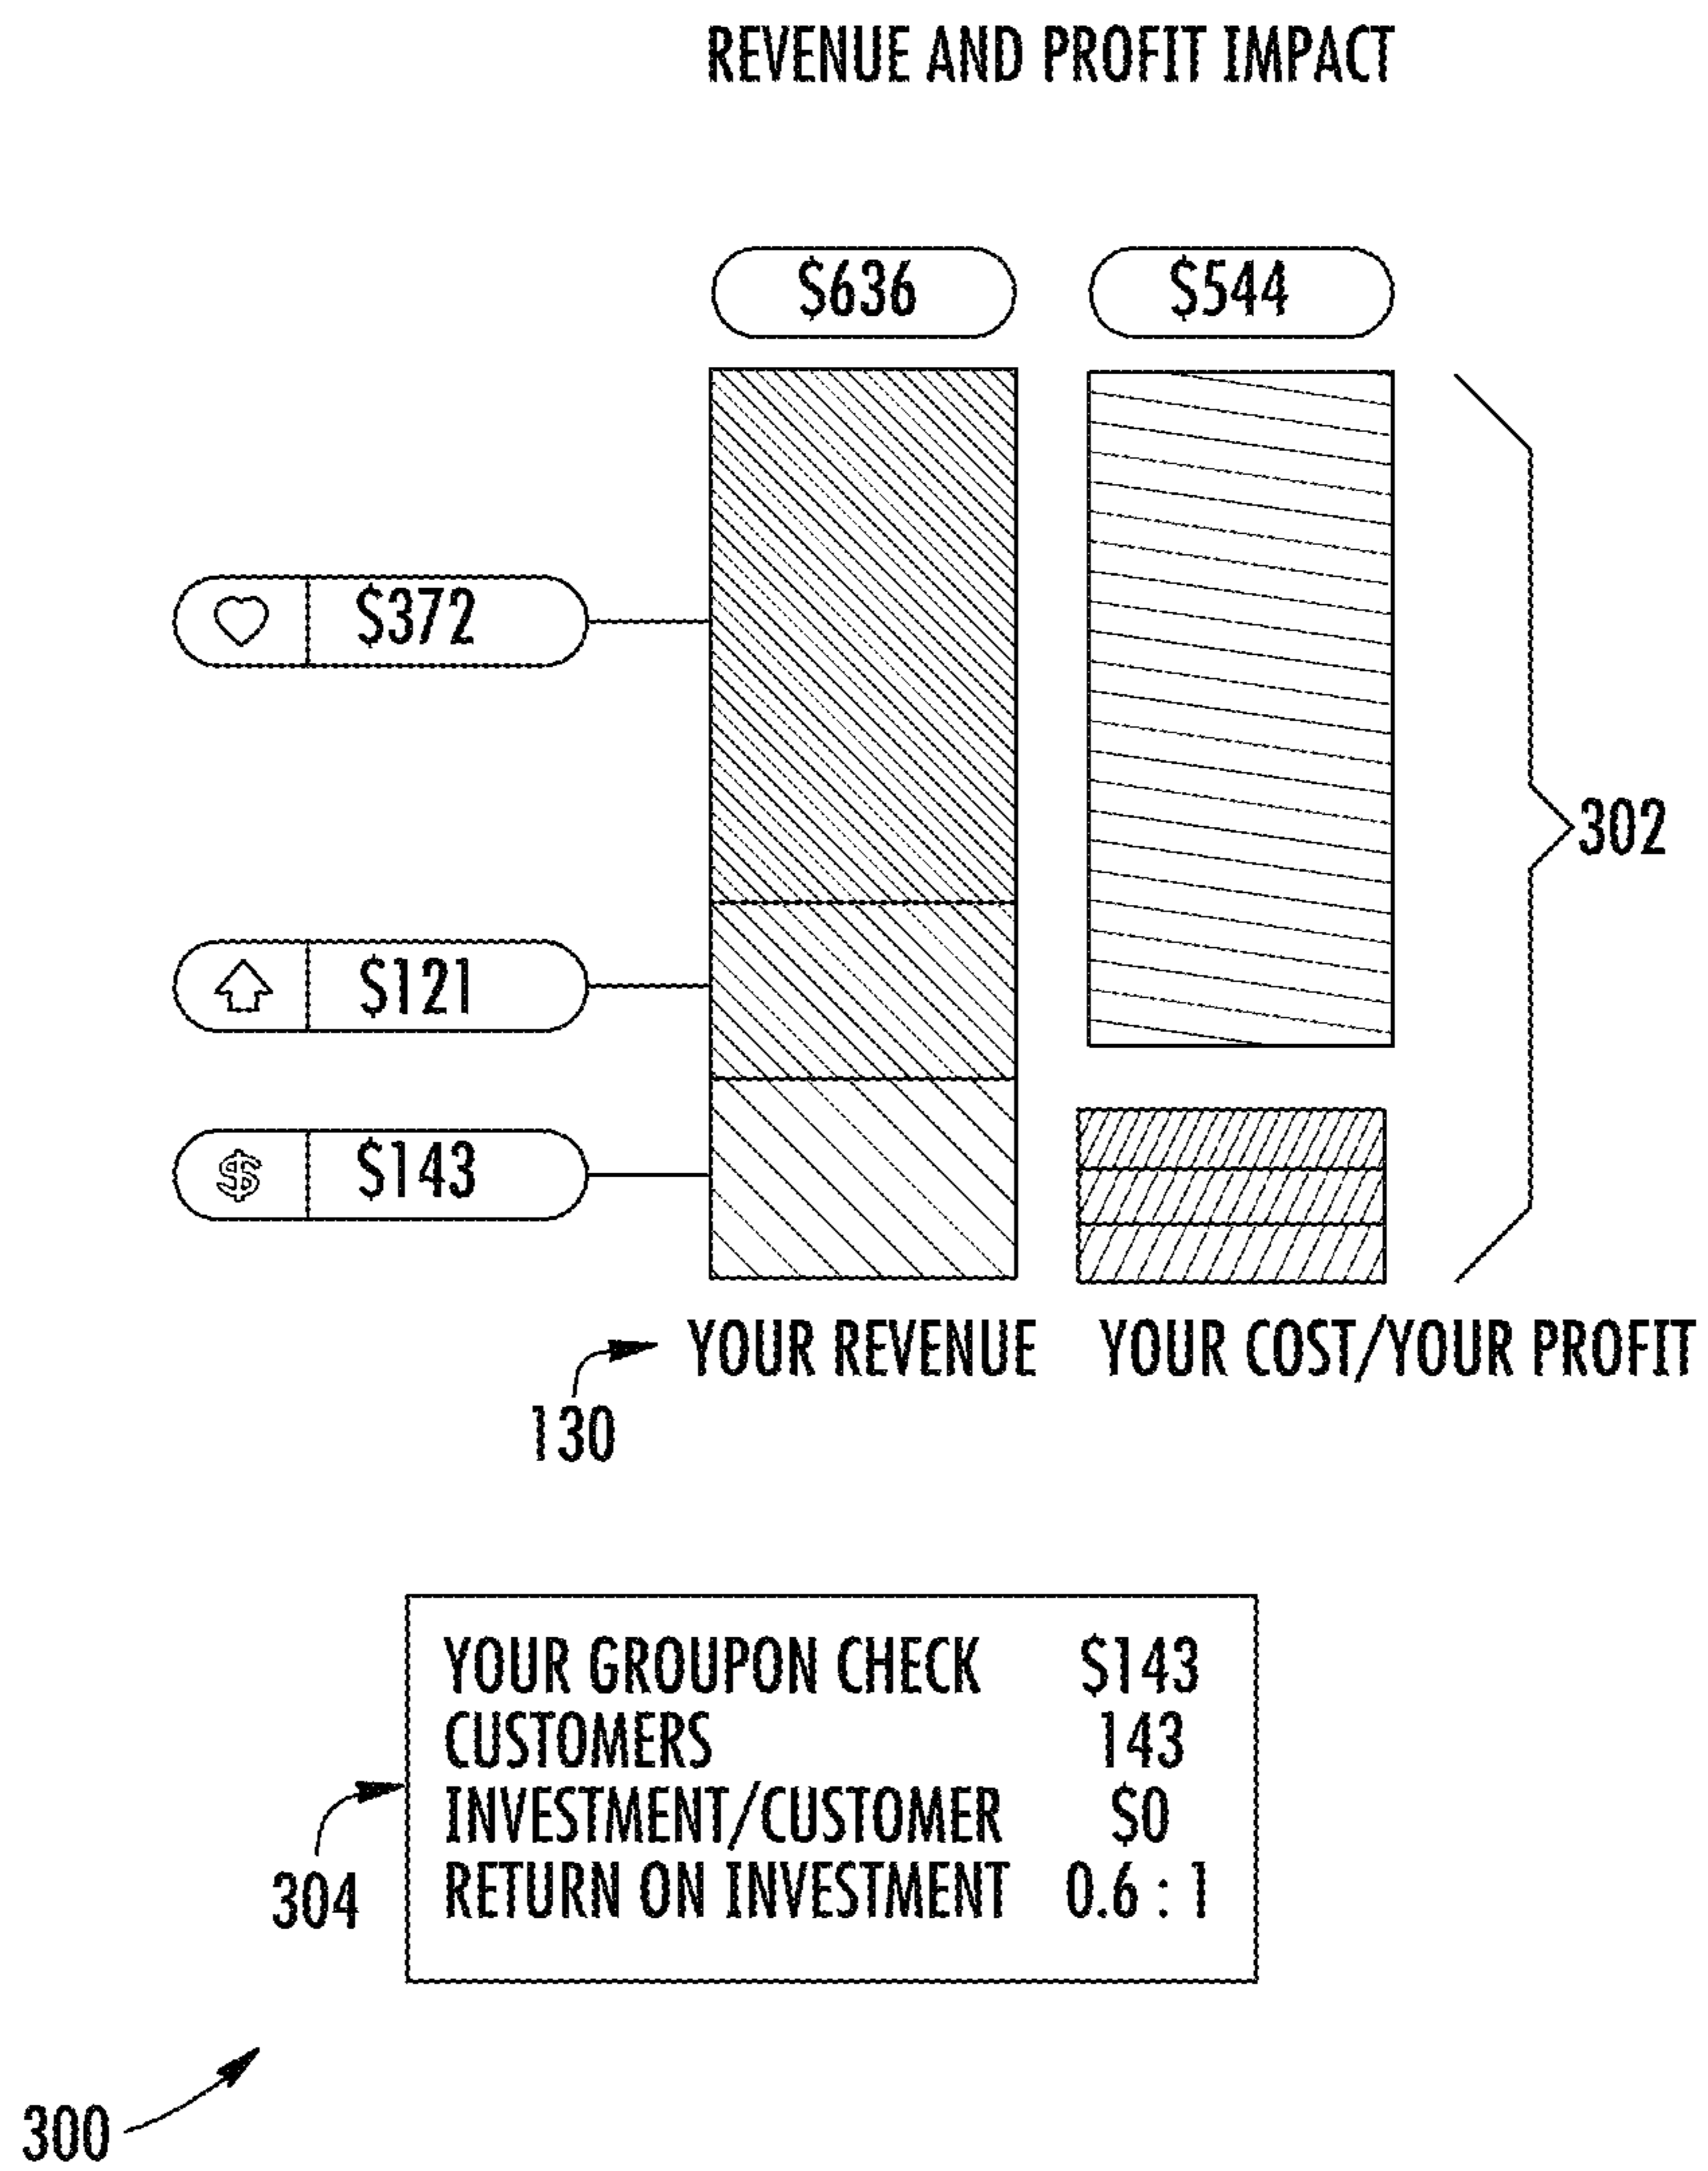 REVENUE AND PROFIT IMPACT
$636 $544
$372
302
$121
$ $143
YOUR REVENUE YOUR COST/YOUR PROFIT
130
YOUR GROUPON CHECK $143
CUSTOMERS 143
INVESTMENT/CUSTOMER $0
RETURN ON INVESTMENT 0.6 : 1
304
300